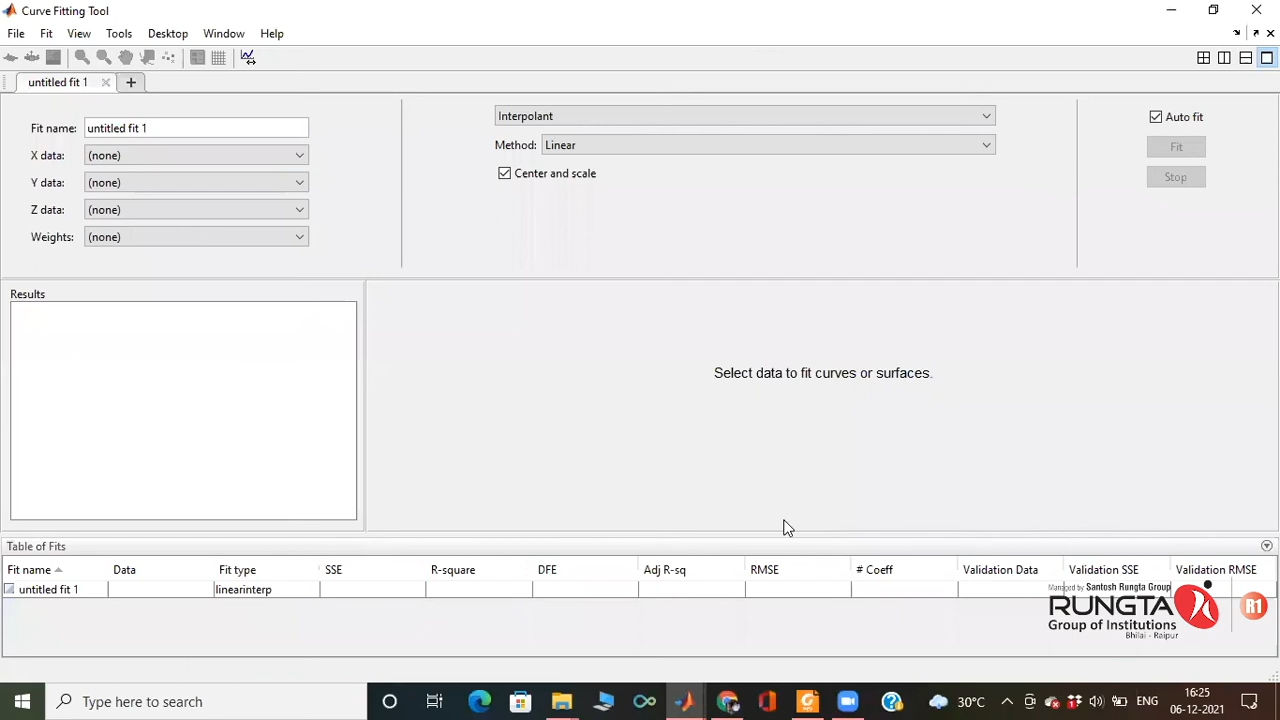 Curve Fitting Tool
File Fit View Tools Desktop Window Help
untitled fit 1
Fit name: untitled fit 1
X data: (none)
Y data: (none)
Z data: (none)
Weights: (none)
Interpolant
Method: Linear
Center and scale
Auto fit
Fit
Stop
Results
Select data to fit curves or surfaces.
Table of Fits
Fit name Data Fit type SSE R-square DFE Adj R-sq RMSE # Coeff Validation Data Validation SSE Validation RMSE
untitled fit 1 linearinterp
Managed by Santosh Rungta Group
RUNGTA
Group of Institutions
Bhilai - Raipur
R1
Type here to search
30°C
ENG
16:25
06-12-2021